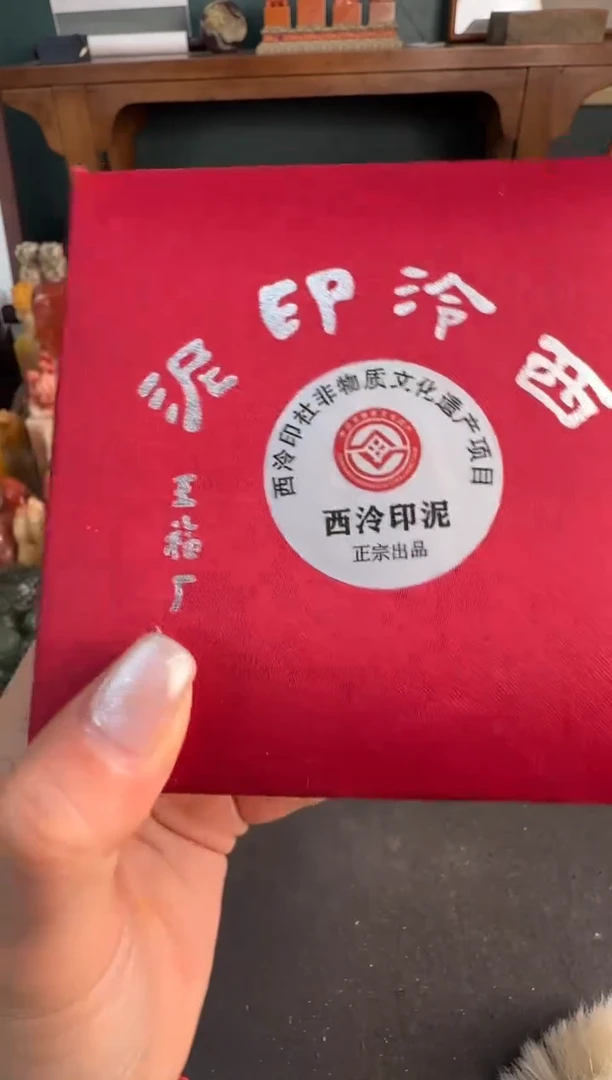 西泠印泥
王福厂
西泠印社非物质文化遗产项目
西泠印泥
正宗出品